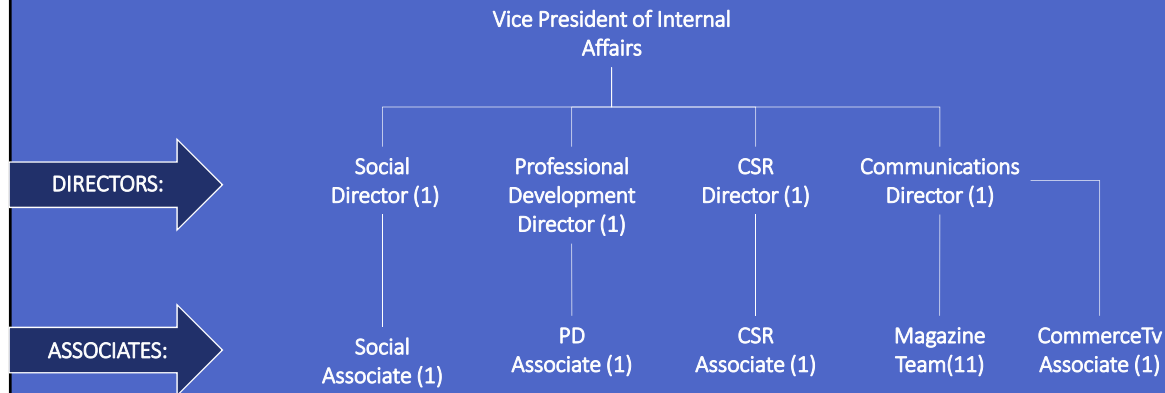 Vice President of Internal
Affairs
DIRECTORS:
Social
Director (1)
Professional
Development
Director (1)
CSR
Director (1)
Communications
Director (1)
ASSOCIATES:
Social
Associate (1)
PD
Associate (1)
CSR
Associate (1)
Magazine
Team(11)
CommerceTv
Associate (1)